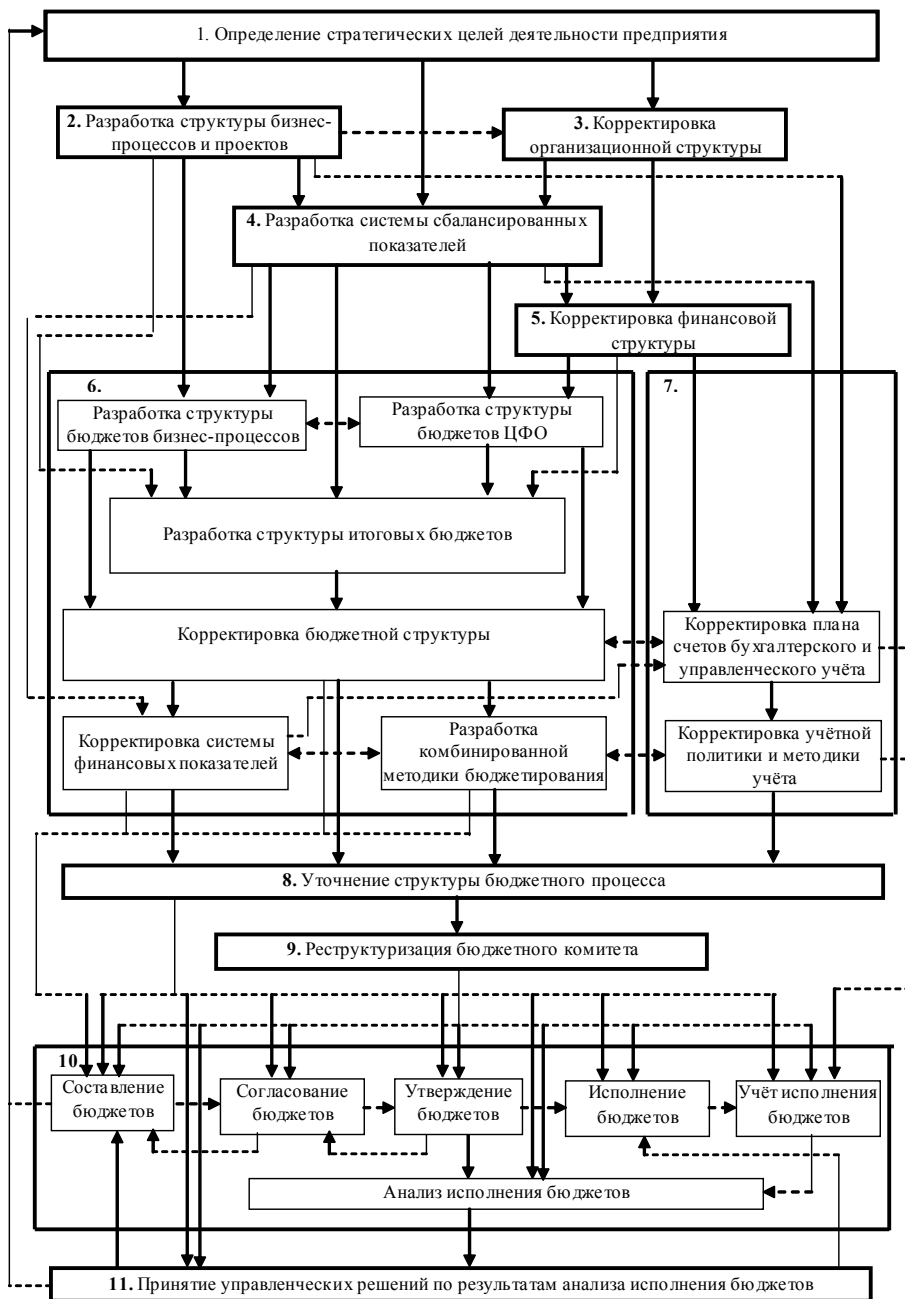 1. Определение стратегических целей деятельности предприятия
2. Разработка структуры бизнес-
процессов и проектов
3. Корректировка
организационной структуры
4. Разработка системы сбалансированных
показателей
5. Корректировка финансовой
структуры
6.
7.
Разработка структуры
бюджетов бизнес-процессов
Разработка структуры
бюджетов ЦФО
Разработка структуры итоговых бюджетов
Корректировка бюджетной структуры
Корректировка плана
счетов бухгалтерского и
управленческого учёта
Корректировка системы
финансовых показателей
Разработка
комбинированной
методики бюджетирования
Корректировка учётной
политики и методики
учёта
8. Уточнение структуры бюджетного процесса
9. Реструктуризация бюджетного комитета
10.
Составление
бюджетов
Согласование
бюджетов
Утверждение
бюджетов
Исполнение
бюджетов
Учёт исполнения
бюджетов
Анализ исполнения бюджетов
11. Принятие управленческих решений по результатам анализа исполнения бюджетов